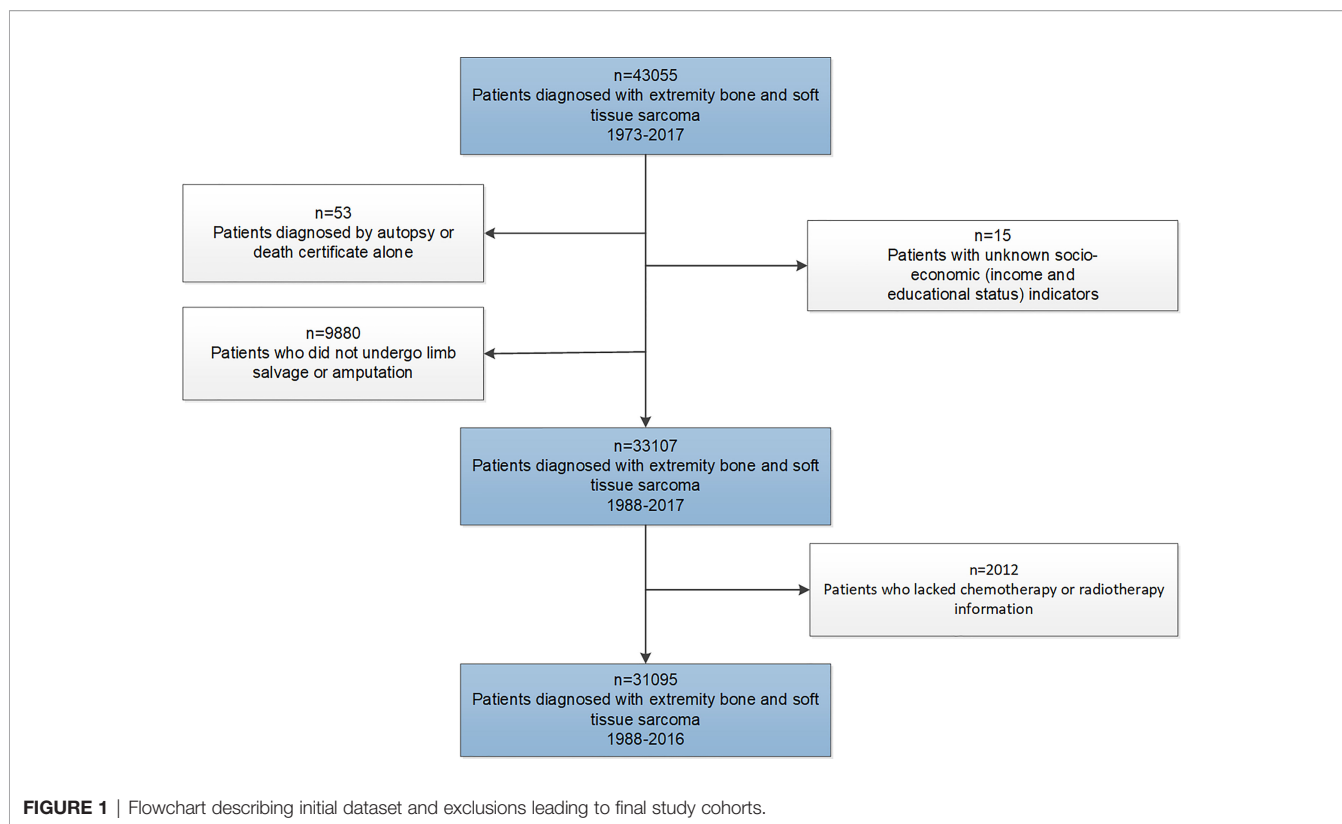 n=43055
Patients diagnosed with extremity bone and soft
tissue sarcoma
1973-2017
n=53
Patients diagnosed by autopsy or
death certificate alone
n=15
Patients with unknown socio-
economic (income and
educational status) indicators
n=9880
Patients who did not undergo limb
salvage or amputation
n=33107
Patients diagnosed with extremity bone and soft
tissue sarcoma
1988-2017
n=2012
Patients who lacked chemotherapy or radiotherapy
information
n=31095
Patients diagnosed with extremity bone and soft
tissue sarcoma
1988-2016
FIGURE 1 | Flowchart describing initial dataset and exclusions leading to final study cohorts.